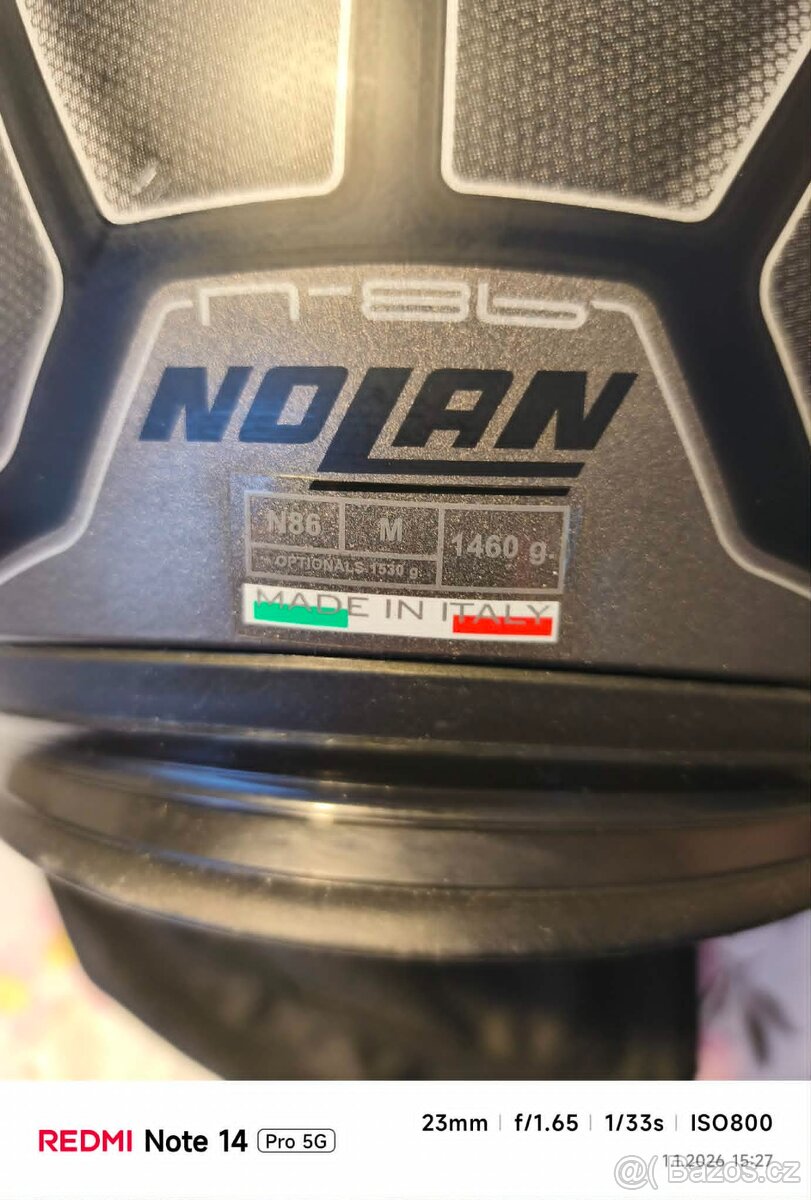 n-86
NOLAN
N86 M 1460 g.
OPTIONALS 1530 g.
MADE IN ITALY
REDMI Note 14 Pro 5G
23mm | f/1.65 | 1/33s | ISO800
1.1.2026 15:27
@( Bazos.cz